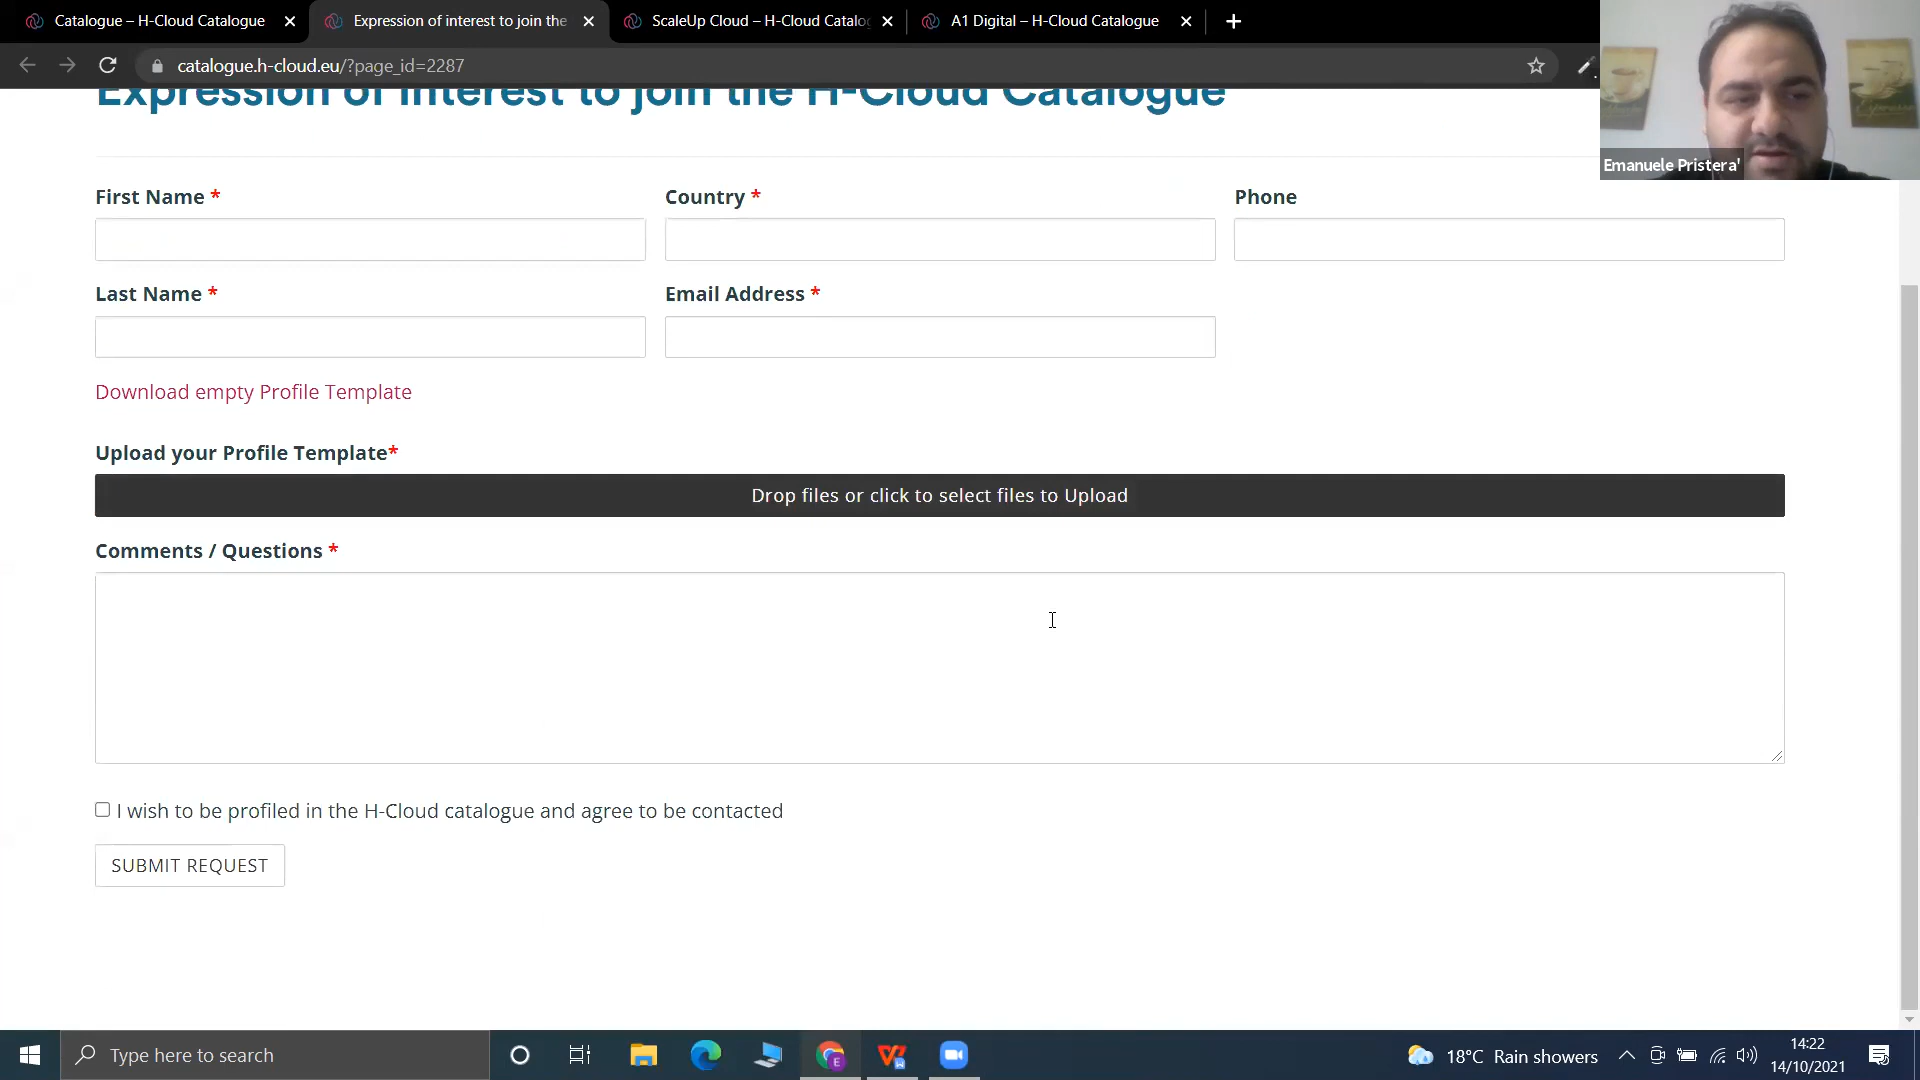 Catalogue – H-Cloud Catalogue
Expression of interest to join the
ScaleUp Cloud – H-Cloud Catalo
A1 Digital – H-Cloud Catalogue
catalogue.h-cloud.eu/?page_id=2287
Emanuele Pristera'
Expression of interest to join the H-Cloud Catalogue
First Name *
Country *
Phone
Last Name *
Email Address *
Download empty Profile Template
Upload your Profile Template*
Drop files or click to select files to Upload
Comments / Questions *
I wish to be profiled in the H-Cloud catalogue and agree to be contacted
SUBMIT REQUEST
Type here to search
18°C Rain showers
14:22
14/10/2021